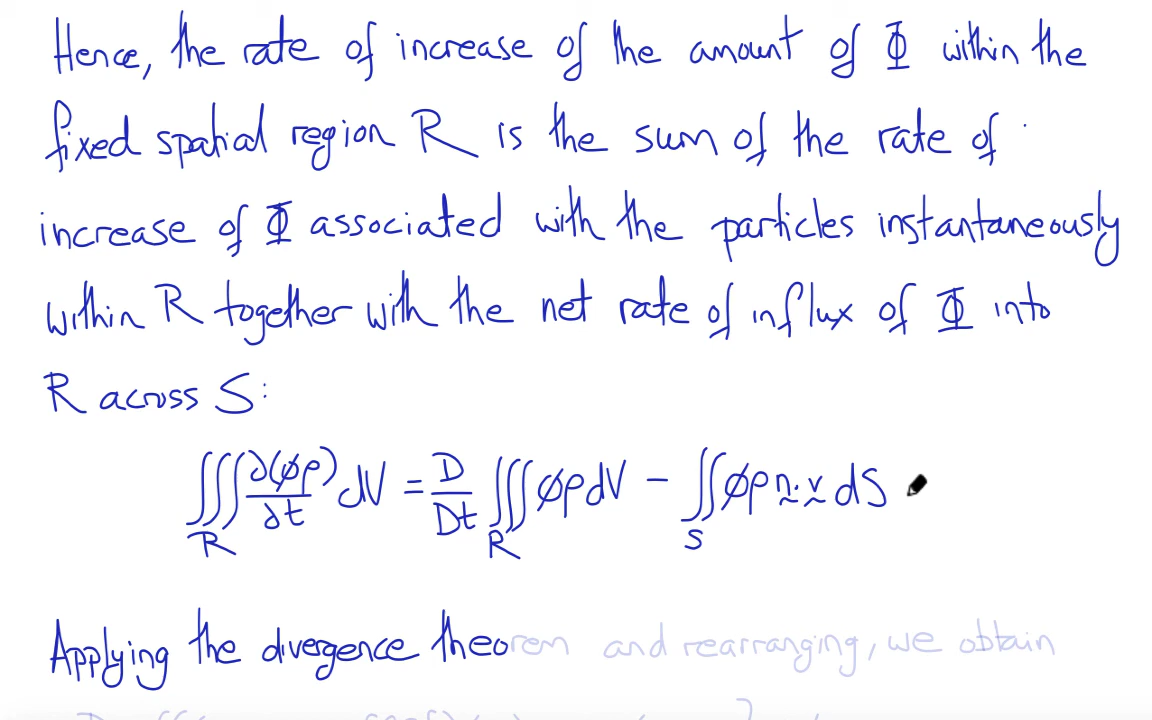 Hence, the rate of increase of the amount of Φ within the
fixed spatial region R is the sum of the rate of
increase of Φ associated with the particles instantaneously
within R together with the net rate of influx of Φ into
R across S:
∭_R ∂(ϕρ)/∂t dV = D/Dt ∭_R ϕρ dV − ∬_S ϕρ n̰·v̰ dS
Applying the divergence theorem and rearranging, we obtain